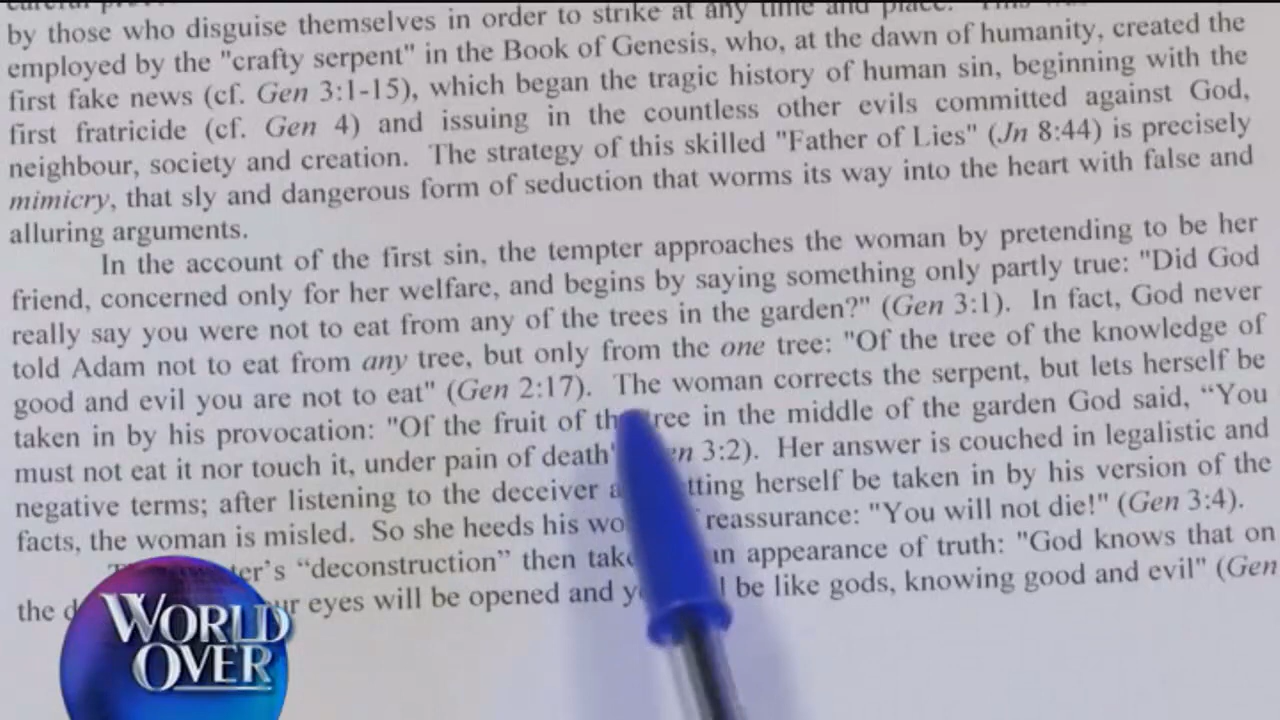 by those who disguise themselves in order to strike at any time and place.
employed by the "crafty serpent" in the Book of Genesis, who, at the dawn of humanity, created the
first fake news (cf. Gen 3:1-15), which began the tragic history of human sin, beginning with the
first fratricide (cf. Gen 4) and issuing in the countless other evils committed against God,
neighbour, society and creation. The strategy of this skilled "Father of Lies" (Jn 8:44) is precisely
mimicry, that sly and dangerous form of seduction that worms its way into the heart with false and
alluring arguments.
In the account of the first sin, the tempter approaches the woman by pretending to be her
friend, concerned only for her welfare, and begins by saying something only partly true: "Did God
really say you were not to eat from any of the trees in the garden?" (Gen 3:1). In fact, God never
told Adam not to eat from any tree, but only from the one tree: "Of the tree of the knowledge of
good and evil you are not to eat" (Gen 2:17). The woman corrects the serpent, but lets herself be
taken in by his provocation: "Of the fruit of the tree in the middle of the garden God said, “You
must not eat it nor touch it, under pain of death" 3:2). Her answer is couched in legalistic and
negative terms; after listening to the deceiver herself be taken in by his version of the
facts, the woman is misled. So she heeds his reassurance: "You will not die!" (Gen 3:4).
“deconstruction” then an appearance of truth: "God knows that on
the eyes will be opened and be like gods, knowing good and evil" (Gen
WORLD
OVER